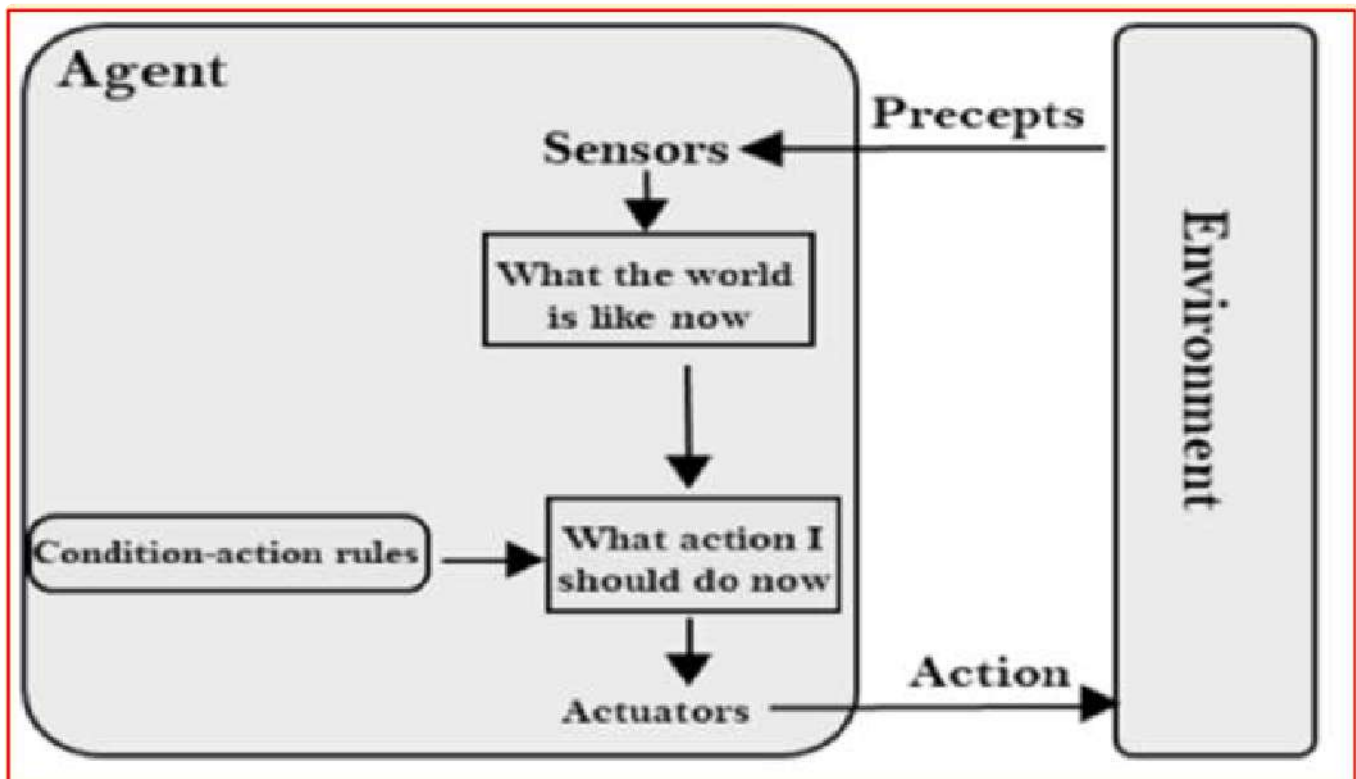 Agent
Precepts
Sensors
What the world
is like now
Environment
Condition-action rules
What action I
should do now
Action
Actuators